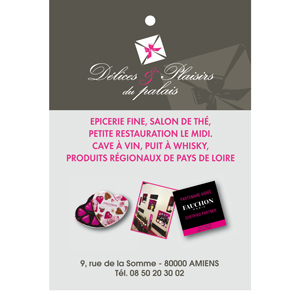 Délices & Plaisirs
du palais
EPICERIE FINE, SALON DE THÉ,
PETITE RESTAURATION LE MIDI.
CAVE À VIN, PUIT À WHISKY,
PRODUITS RÉGIONAUX DE PAYS DE LOIRE
FAUCHON
PARIS
9, rue de la Somme - 80000 AMIENS
Tél. 08 50 20 30 02